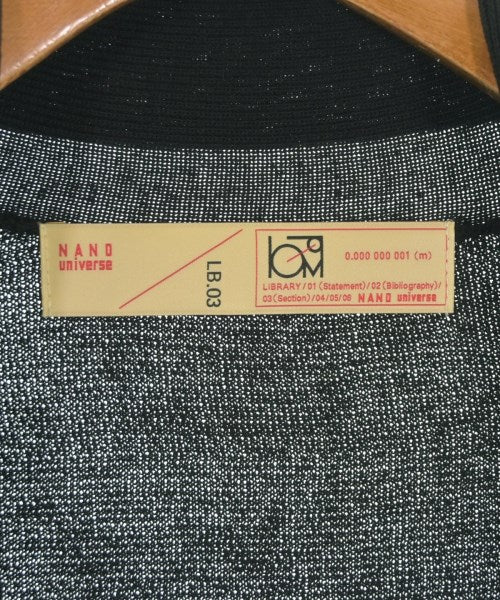 NANO
universe
LB.03
0.000 000 001 (m)
LIBRARY/01 (Statement)/02 (Bibliography)/
03 (Section)/04/05/06 NANO universe